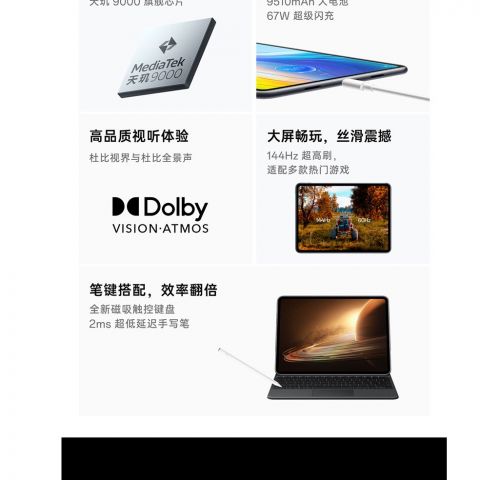 天玑 9000 旗舰芯片
MediaTek
天玑9000
9510mAh 大电池
67W 超级闪充
高品质视听体验
杜比视界与杜比全景声
Dolby
VISION·ATMOS
大屏畅玩，丝滑震撼
144Hz 超高刷，
适配多款热门游戏
144Hz
60Hz
笔键搭配，效率翻倍
全新磁吸触控键盘
2ms 超低延迟手写笔